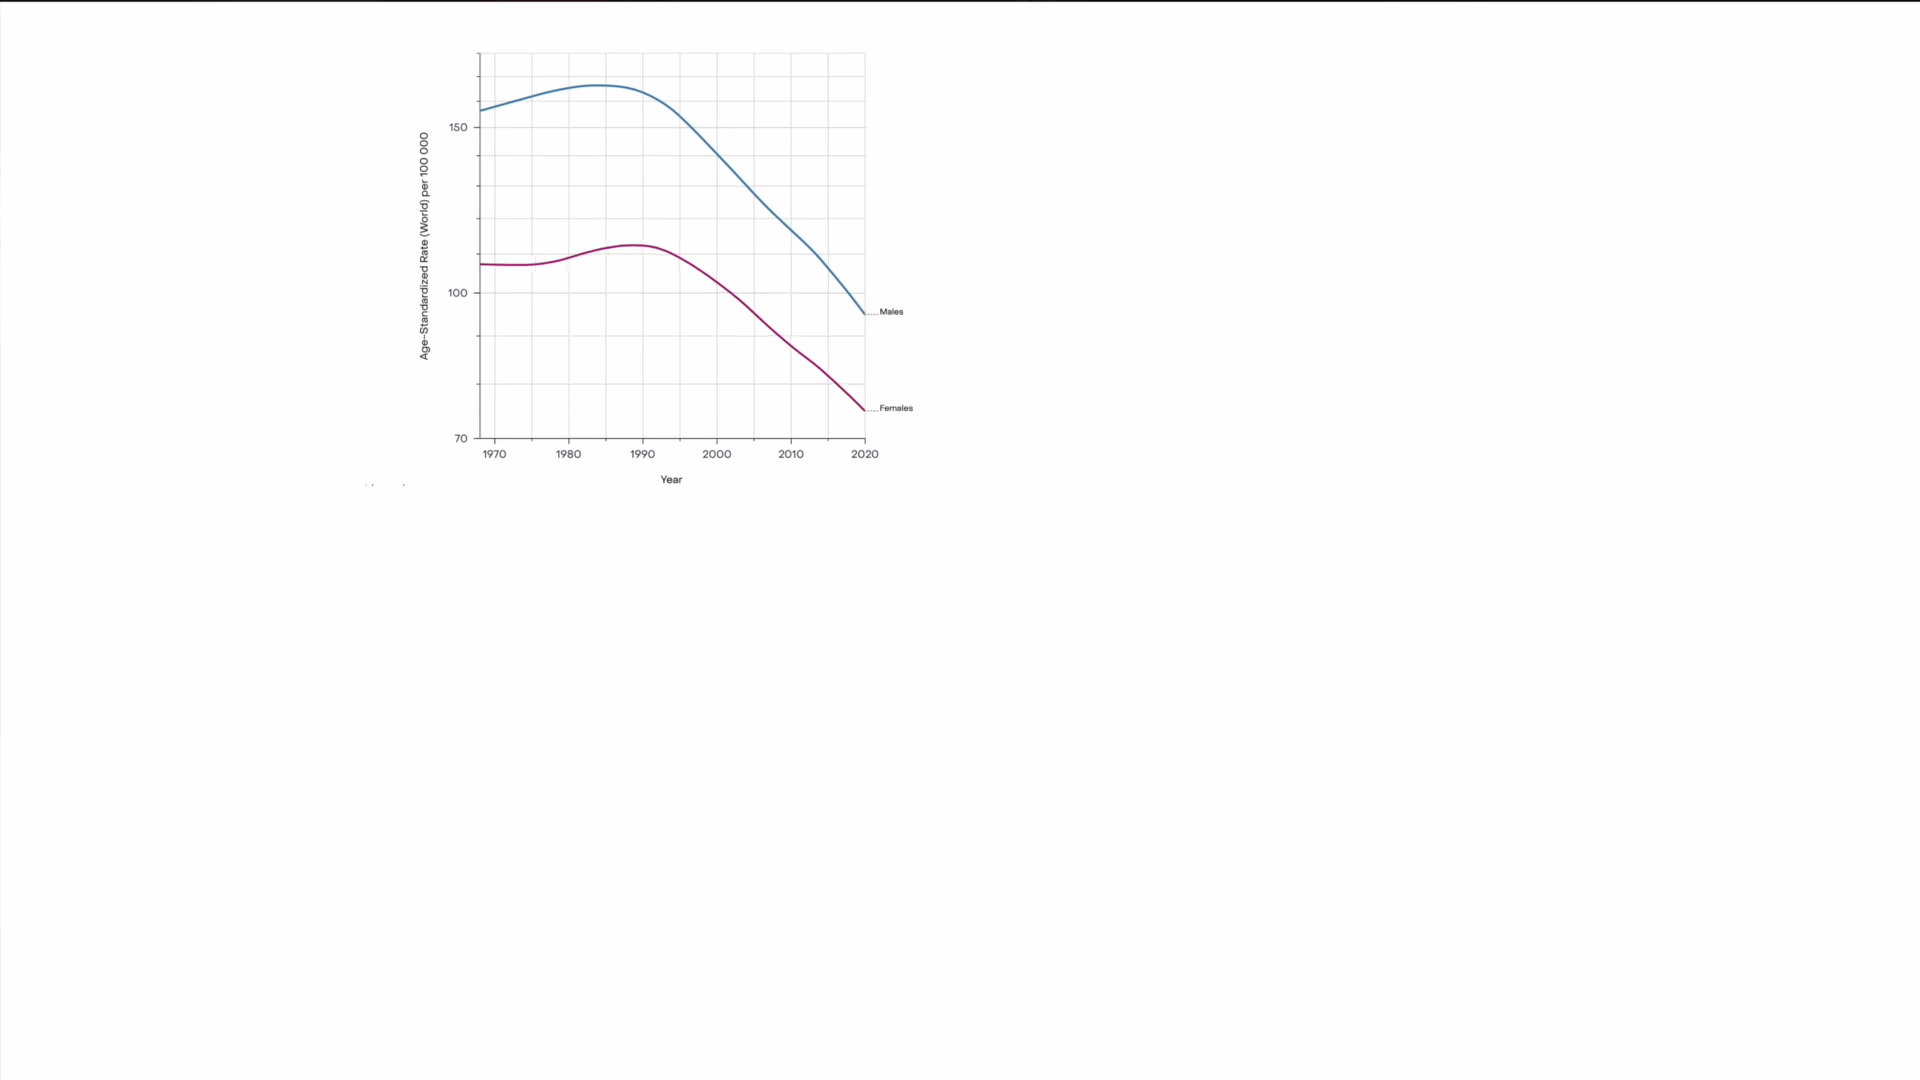 Age-Standardized Rate (World) per 100 000
150
100
70
Males
Females
1970 1980 1990 2000 2010 2020
Year